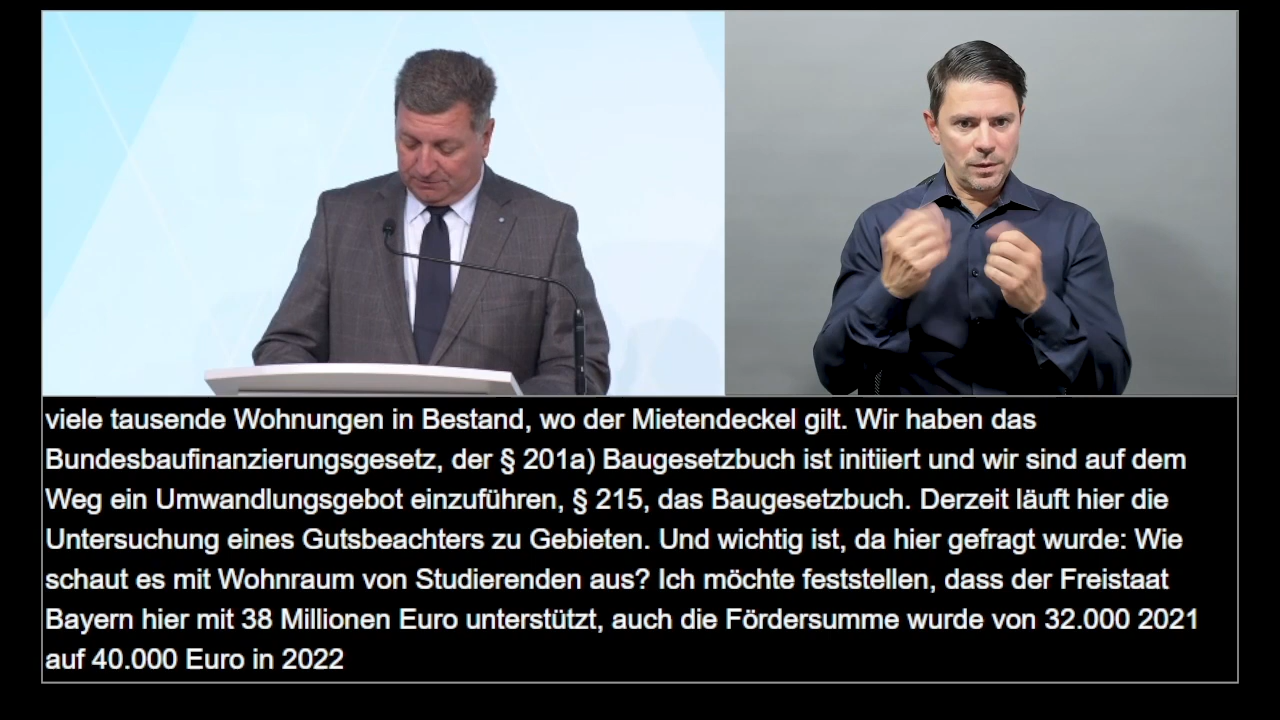 viele tausende Wohnungen in Bestand, wo der Mietendeckel gilt. Wir haben das
Bundesbaufinanzierungsgesetz, der § 201a) Baugesetzbuch ist initiiert und wir sind auf dem
Weg ein Umwandlungsgebot einzuführen, § 215, das Baugesetzbuch. Derzeit läuft hier die
Untersuchung eines Gutsbeachters zu Gebieten. Und wichtig ist, da hier gefragt wurde: Wie
schaut es mit Wohnraum von Studierenden aus? Ich möchte feststellen, dass der Freistaat
Bayern hier mit 38 Millionen Euro unterstützt, auch die Fördersumme wurde von 32.000 2021
auf 40.000 Euro in 2022